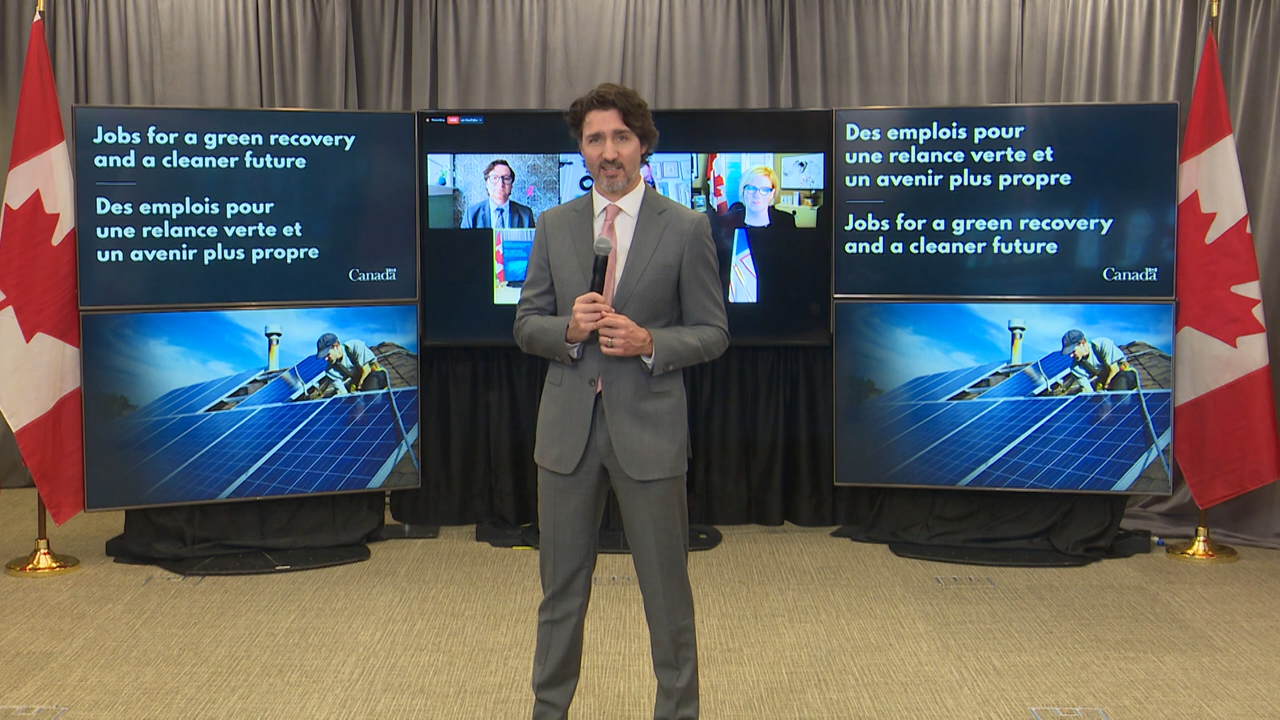 Jobs for a green recovery
and a cleaner future
Des emplois pour
une relance verte et
un avenir plus propre
Canada
Des emplois pour
une relance verte et
un avenir plus propre
Jobs for a green recovery
and a cleaner future
Canada